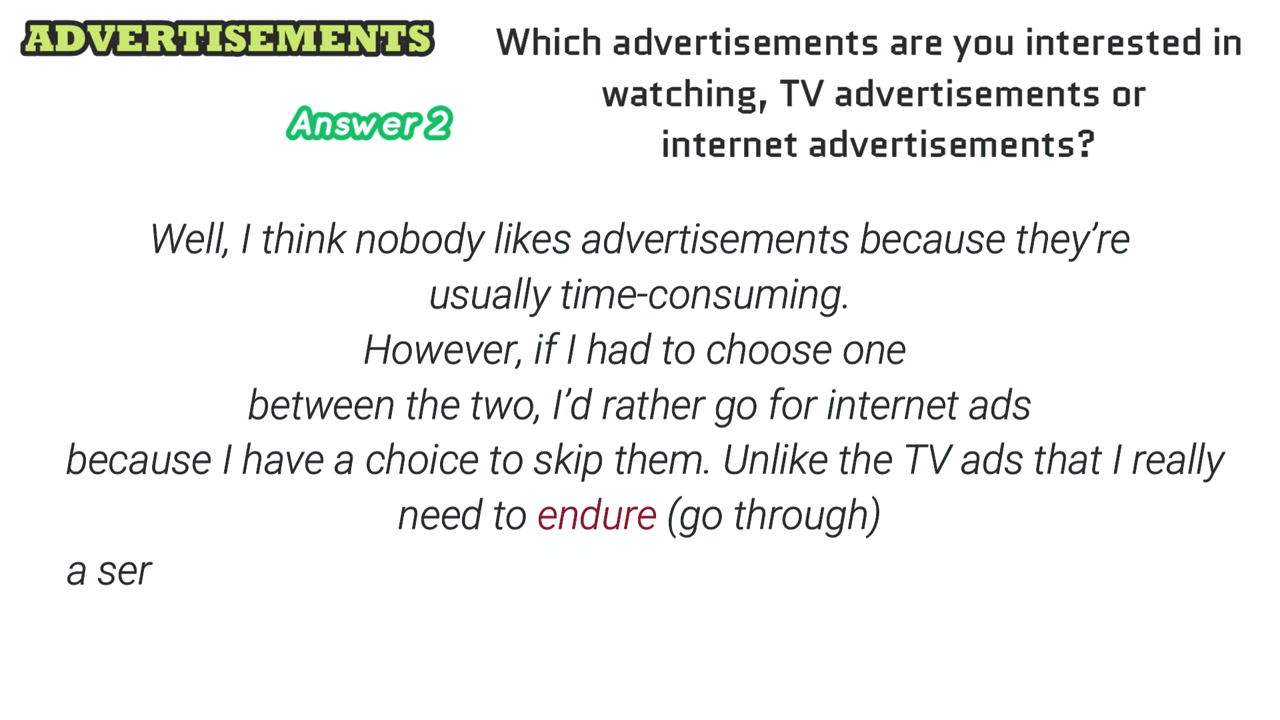 ADVERTISEMENTS
Which advertisements are you interested in
watching, TV advertisements or
internet advertisements?
Answer 2
Well, I think nobody likes advertisements because they’re
usually time-consuming.
However, if I had to choose one
between the two, I’d rather go for internet ads
because I have a choice to skip them. Unlike the TV ads that I really
need to endure (go through)
a ser